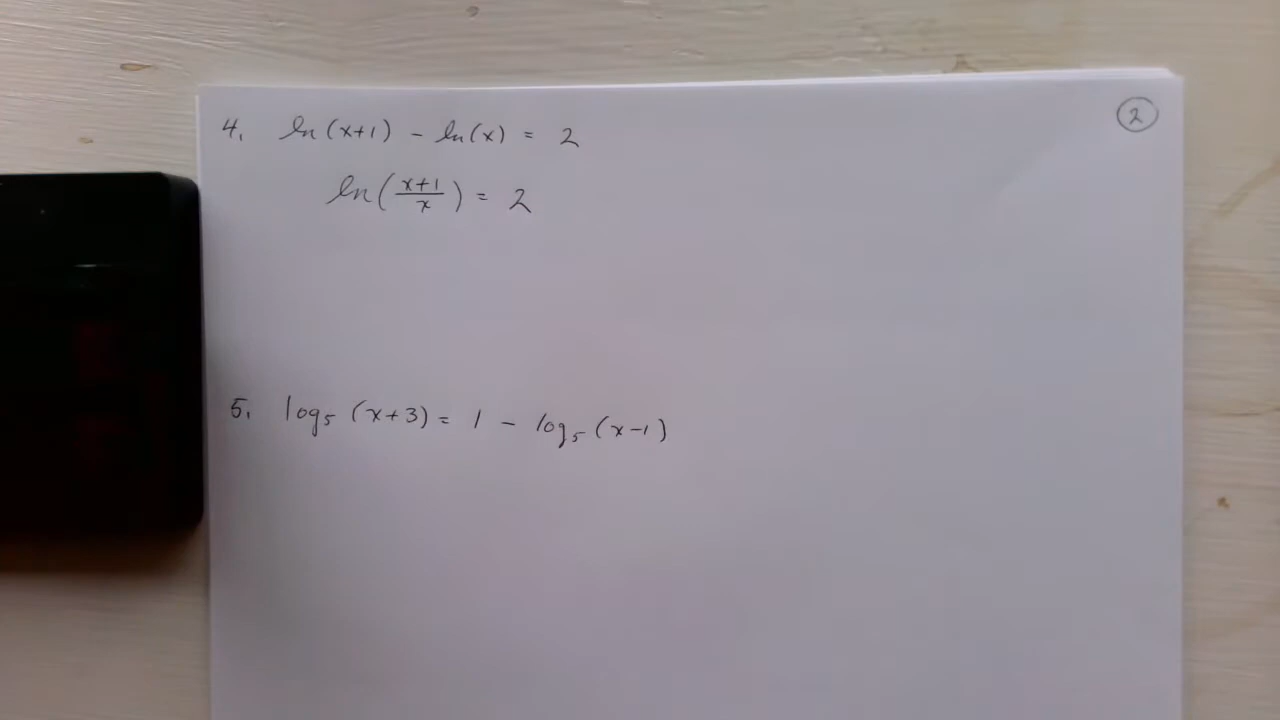 ②
4. ln(x+1) - ln(x) = 2
ln((x+1)/x) = 2
5. log₅(x+3) = 1 - log₅(x-1)